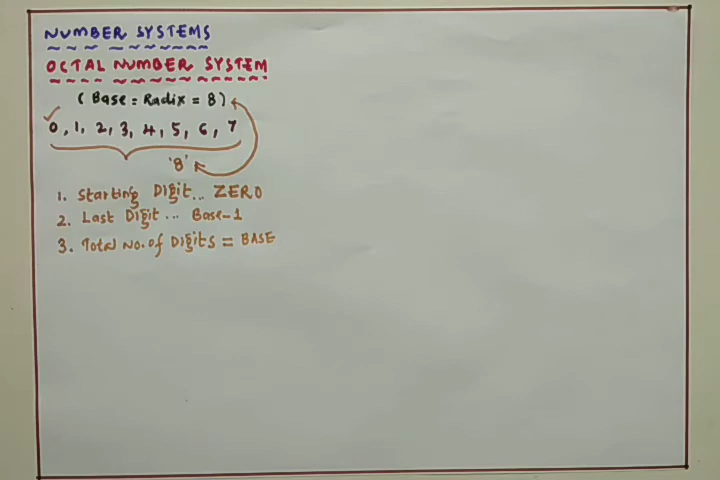 NUMBER SYSTEMS
OCTAL NUMBER SYSTEM
(Base = Radix = 8)
0, 1, 2, 3, 4, 5, 6, 7
'8'
1. Starting Digit... ZERO
2. Last Digit... Base-1
3. Total No. of Digits = BASE